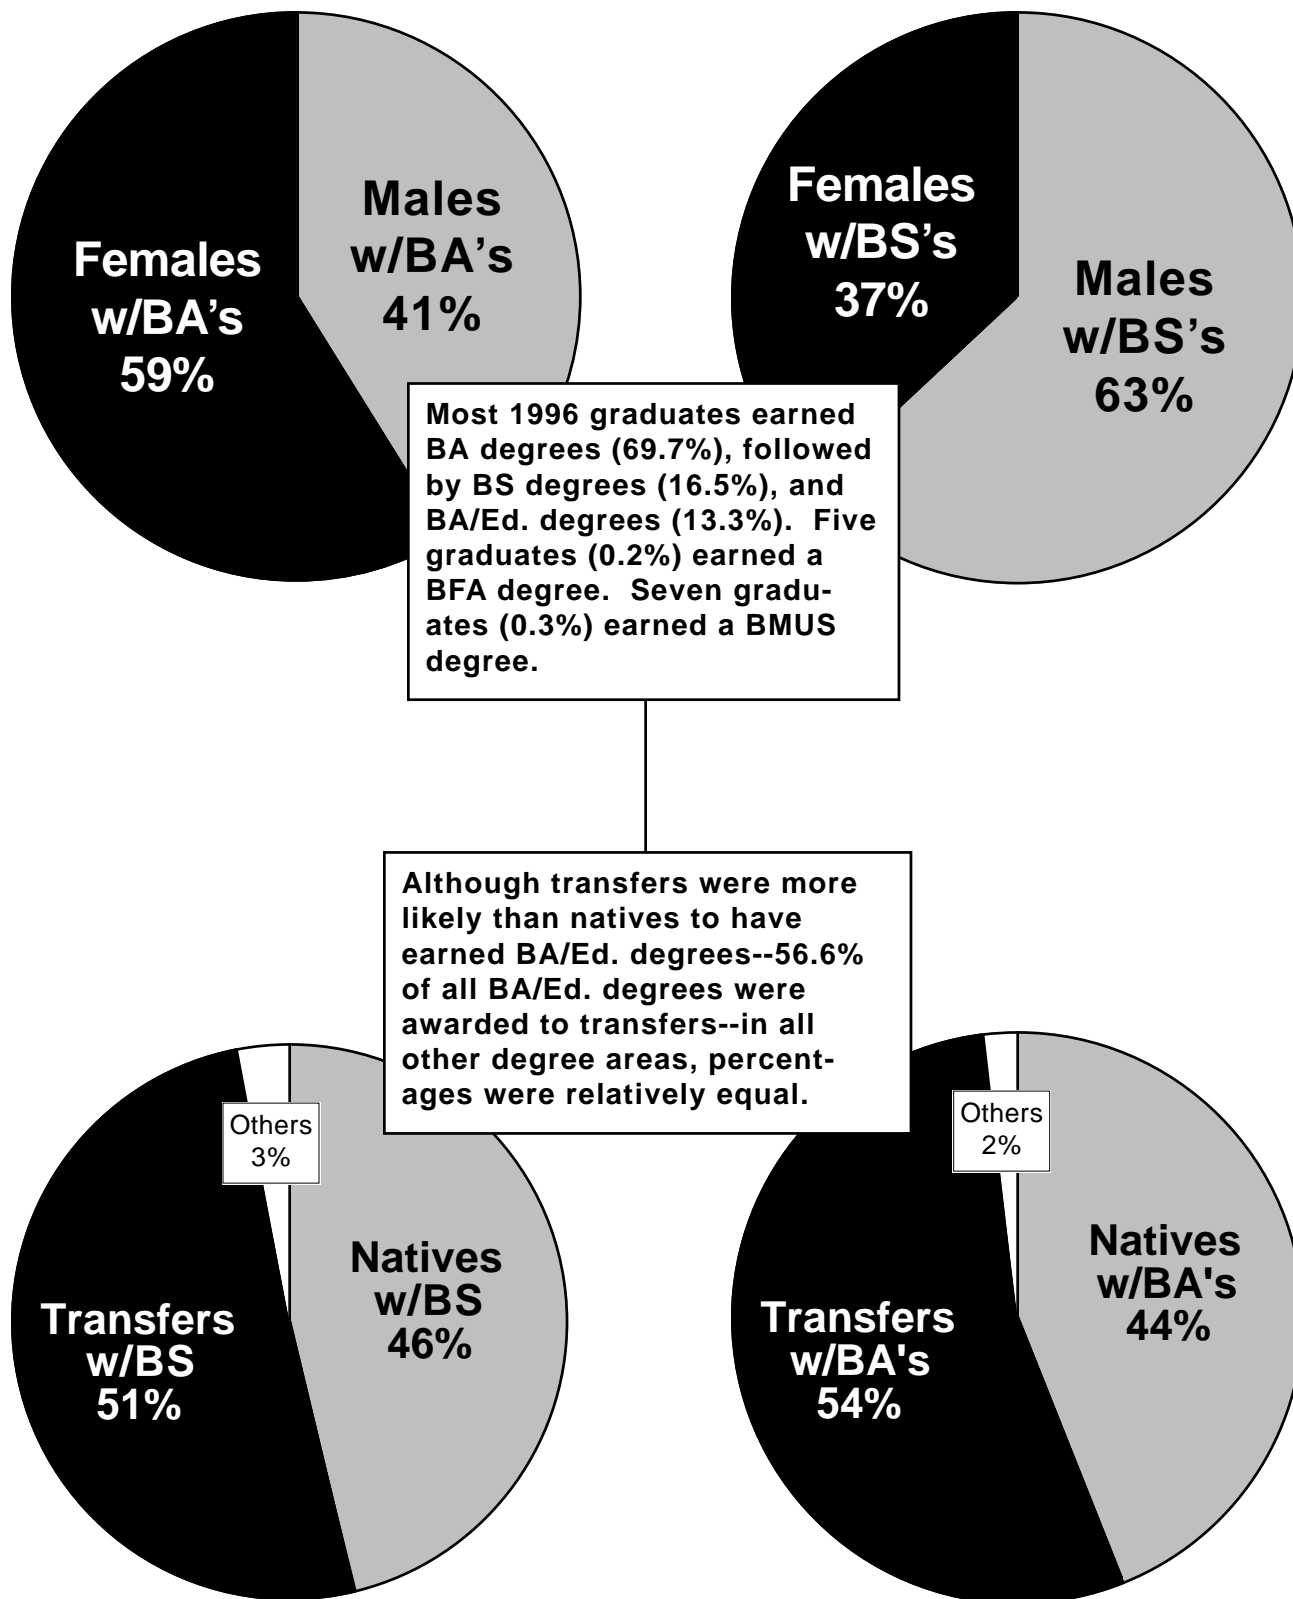 Females
w/BA’s
59%
Males
w/BA’s
41%
Females
w/BS’s
37%
Males
w/BS’s
63%
Most 1996 graduates earned
BA degrees (69.7%), followed
by BS degrees (16.5%), and
BA/Ed. degrees (13.3%).  Five
graduates (0.2%) earned a
BFA degree.  Seven gradu-
ates (0.3%) earned a BMUS
degree.
Although transfers were more
likely than natives to have
earned BA/Ed. degrees--56.6%
of all BA/Ed. degrees were
awarded to transfers--in all
other degree areas, percent-
ages were relatively equal.
Others
3%
Natives
w/BS
46%
Transfers
w/BS
51%
Others
2%
Natives
w/BA's
44%
Transfers
w/BA's
54%